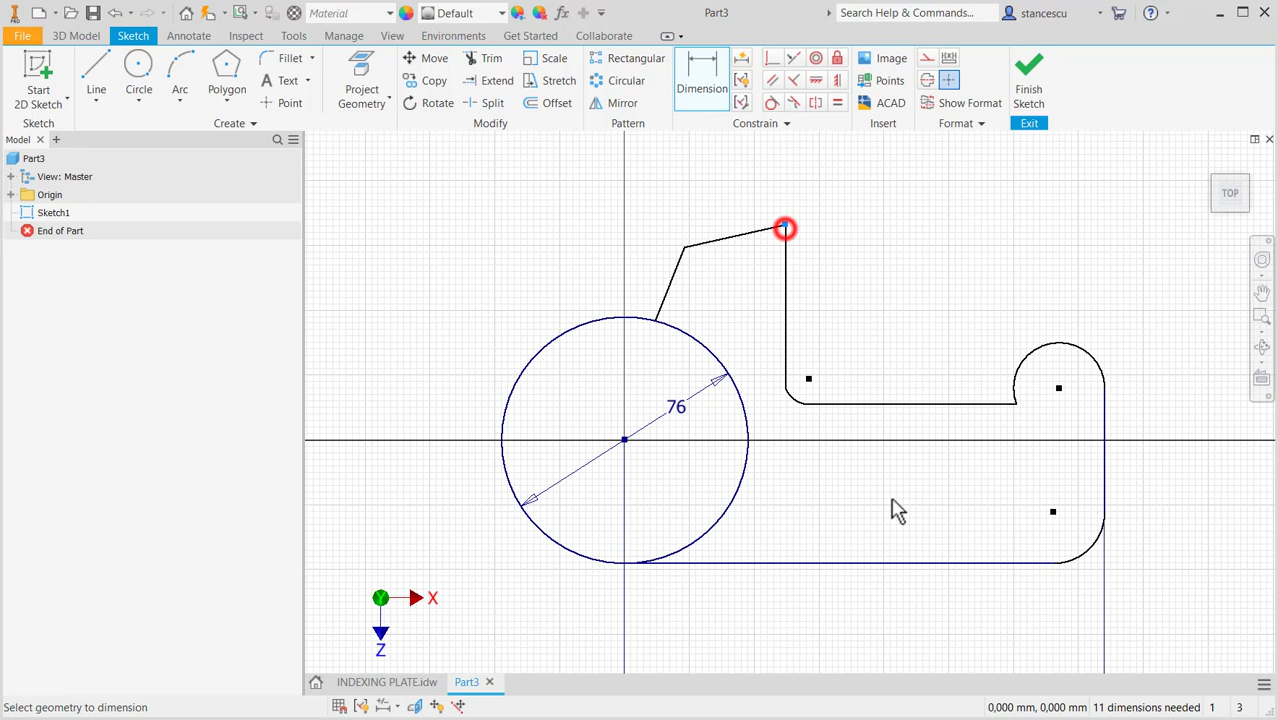 PRO
Material
Default
Part3
Search Help & Commands...
stancescu
File
3D Model
Sketch
Annotate
Inspect
Tools
Manage
View
Environments
Get Started
Collaborate
Start
2D Sketch
Line
Circle
Arc
Polygon
Fillet
Text
Point
Project
Geometry
Move
Copy
Rotate
Trim
Extend
Split
Scale
Stretch
Offset
Rectangular
Circular
Mirror
Dimension
Image
Points
ACAD
Show Format
Finish
Sketch
Sketch
Create
Modify
Pattern
Constrain
Insert
Format
Exit
Model
Part3
View: Master
Origin
Sketch1
End of Part
TOP
76
X
Y
Z
INDEXING PLATE.idw
Part3
Select geometry to dimension
0,000 mm, 0,000 mm
11 dimensions needed
1
3